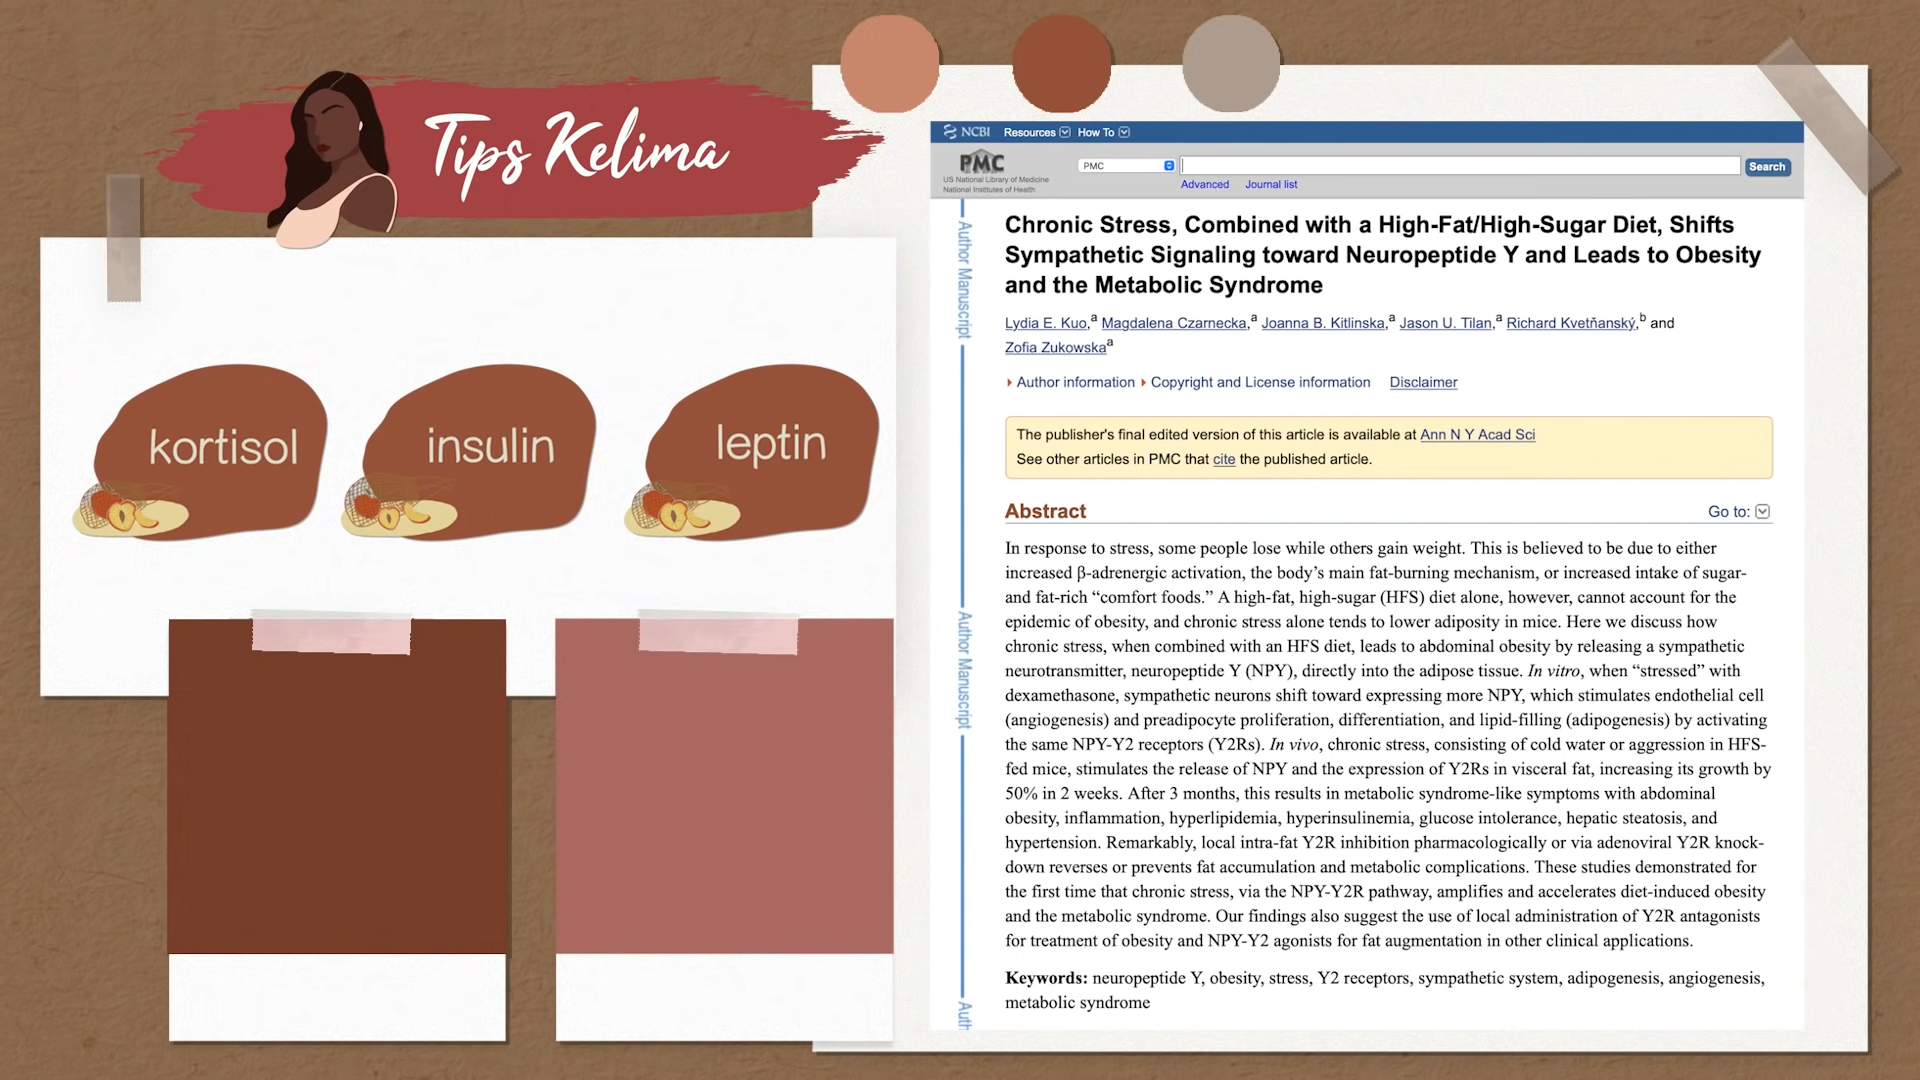 Tips Kelima
kortisol
insulin
leptin
NCBI Resources How To
PMC
US National Library of Medicine
National Institutes of Health
PMC
Search
Advanced Journal list
Author Manuscript
Author Manuscript
Auth
Chronic Stress, Combined with a High-Fat/High-Sugar Diet, Shifts
Sympathetic Signaling toward Neuropeptide Y and Leads to Obesity
and the Metabolic Syndrome
Lydia E. Kuo,a Magdalena Czarnecka,a Joanna B. Kitlinska,a Jason U. Tilan,a Richard Kvetňanský,b and
Zofia Zukowskaa
Author information Copyright and License information Disclaimer
The publisher's final edited version of this article is available at Ann N Y Acad Sci
See other articles in PMC that cite the published article.
Abstract
Go to:
In response to stress, some people lose while others gain weight. This is believed to be due to either
increased β-adrenergic activation, the body’s main fat-burning mechanism, or increased intake of sugar-
and fat-rich “comfort foods.” A high-fat, high-sugar (HFS) diet alone, however, cannot account for the
epidemic of obesity, and chronic stress alone tends to lower adiposity in mice. Here we discuss how
chronic stress, when combined with an HFS diet, leads to abdominal obesity by releasing a sympathetic
neurotransmitter, neuropeptide Y (NPY), directly into the adipose tissue. In vitro, when “stressed” with
dexamethasone, sympathetic neurons shift toward expressing more NPY, which stimulates endothelial cell
(angiogenesis) and preadipocyte proliferation, differentiation, and lipid-filling (adipogenesis) by activating
the same NPY-Y2 receptors (Y2Rs). In vivo, chronic stress, consisting of cold water or aggression in HFS-
fed mice, stimulates the release of NPY and the expression of Y2Rs in visceral fat, increasing its growth by
50% in 2 weeks. After 3 months, this results in metabolic syndrome-like symptoms with abdominal
obesity, inflammation, hyperlipidemia, hyperinsulinemia, glucose intolerance, hepatic steatosis, and
hypertension. Remarkably, local intra-fat Y2R inhibition pharmacologically or via adenoviral Y2R knock-
down reverses or prevents fat accumulation and metabolic complications. These studies demonstrated for
the first time that chronic stress, via the NPY-Y2R pathway, amplifies and accelerates diet-induced obesity
and the metabolic syndrome. Our findings also suggest the use of local administration of Y2R antagonists
for treatment of obesity and NPY-Y2 agonists for fat augmentation in other clinical applications.
Keywords: neuropeptide Y, obesity, stress, Y2 receptors, sympathetic system, adipogenesis, angiogenesis,
metabolic syndrome